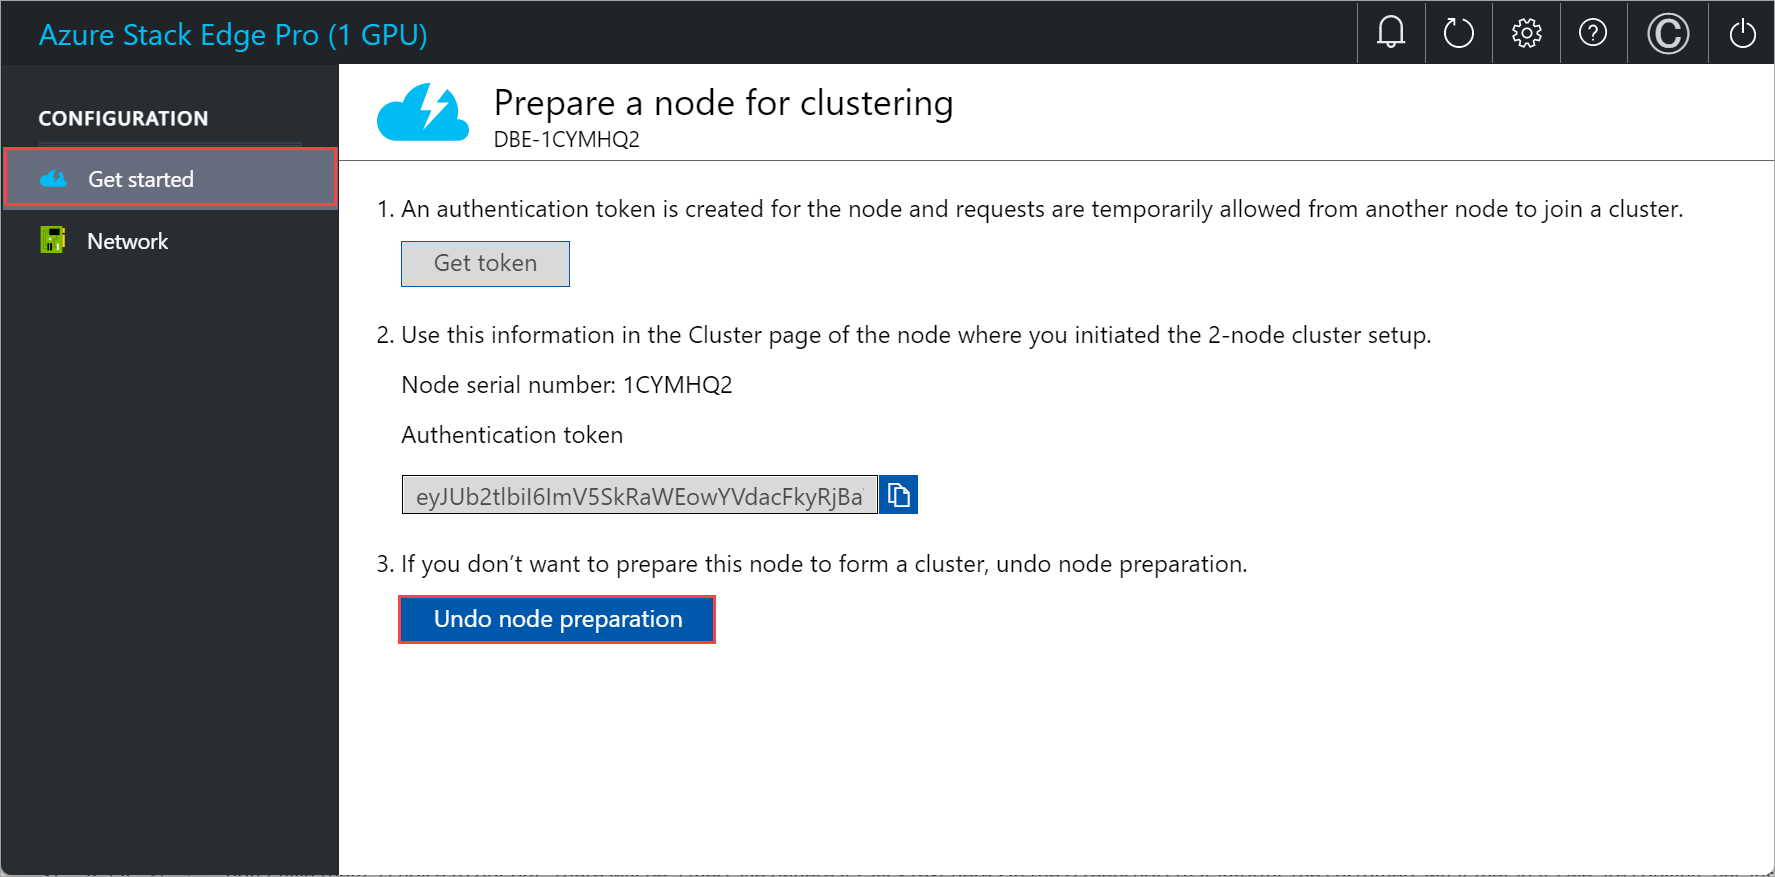 Azure Stack Edge Pro (1 GPU)
CONFIGURATION
Get started
Network
Prepare a node for clustering
DBE-1CYMHQ2
1. An authentication token is created for the node and requests are temporarily allowed from another node to join a cluster.
Get token
2. Use this information in the Cluster page of the node where you initiated the 2-node cluster setup.
Node serial number: 1CYMHQ2
Authentication token
eyJUb2tlbiI6ImV5SkRaWEowYVdacFkyRjBa
3. If you don’t want to prepare this node to form a cluster, undo node preparation.
Undo node preparation